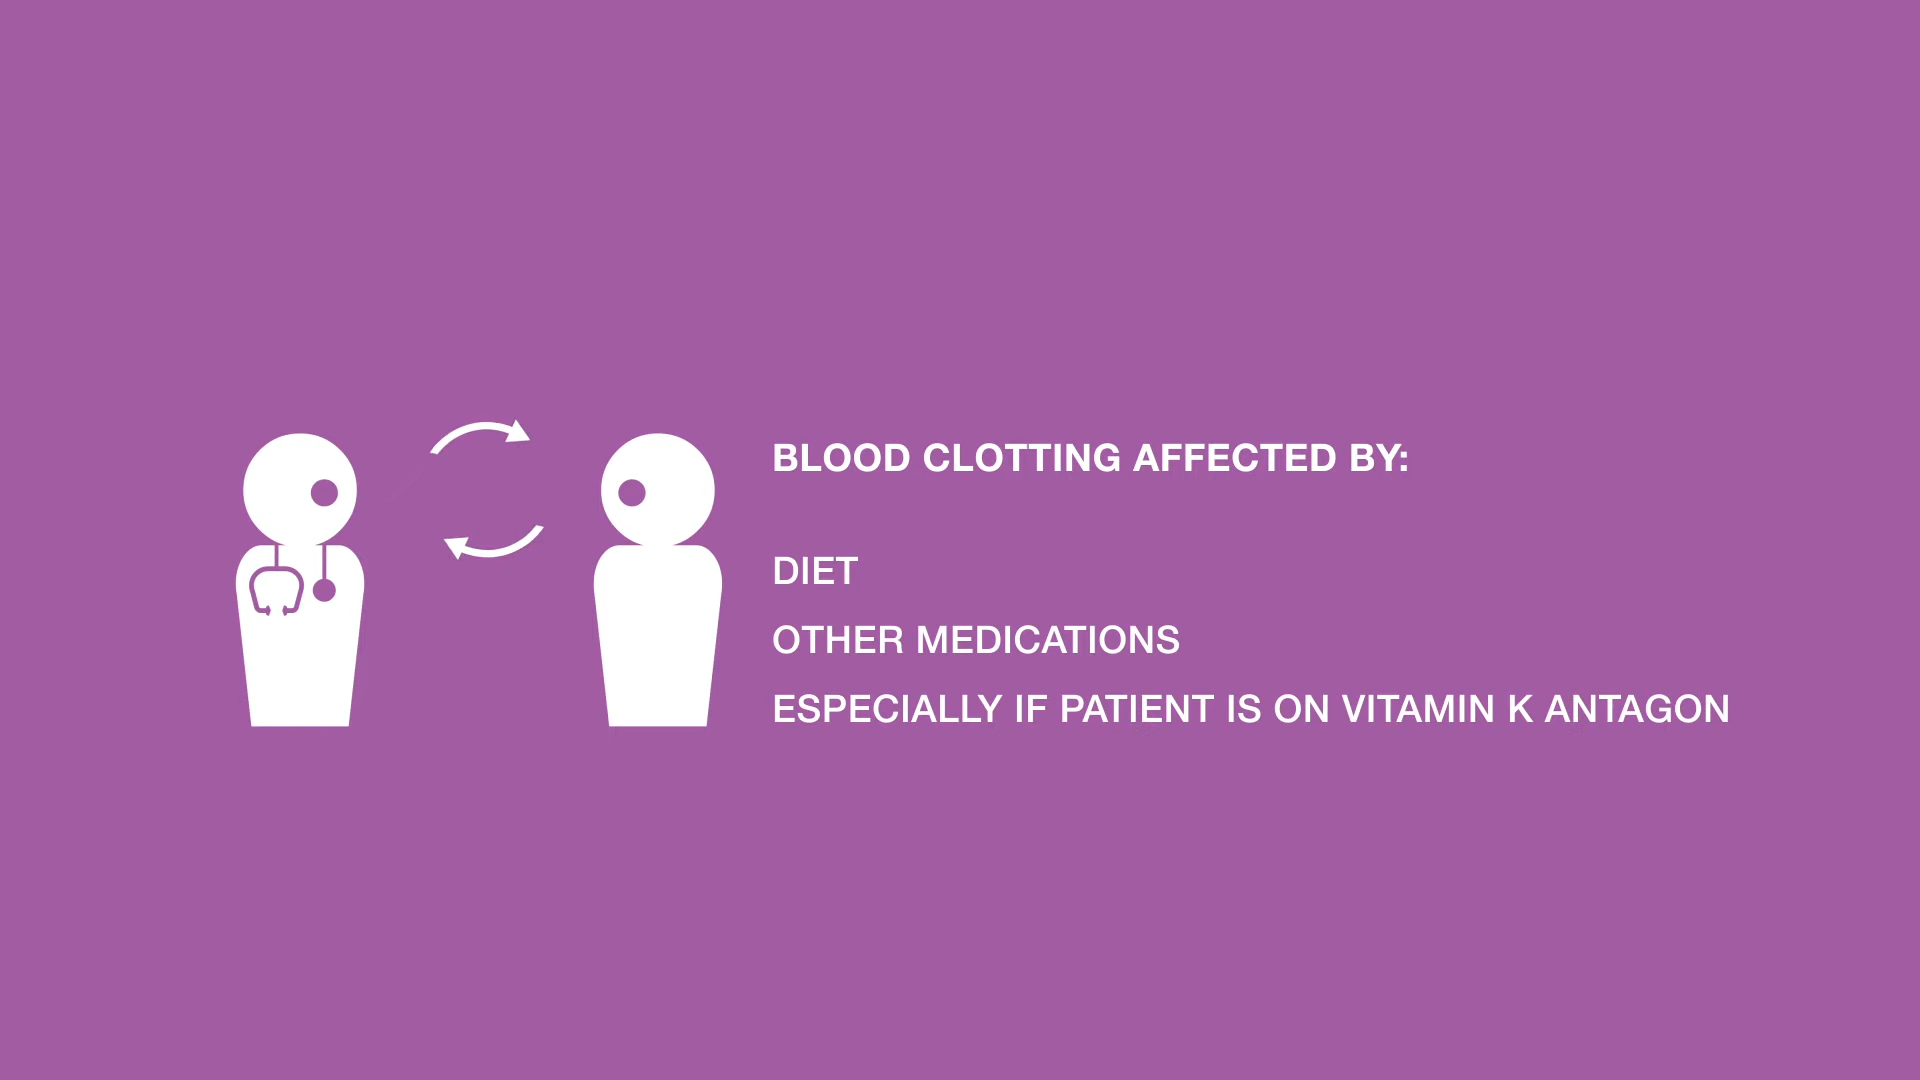 BLOOD CLOTTING AFFECTED BY:
DIET
OTHER MEDICATIONS
ESPECIALLY IF PATIENT IS ON VITAMIN K ANTAGON